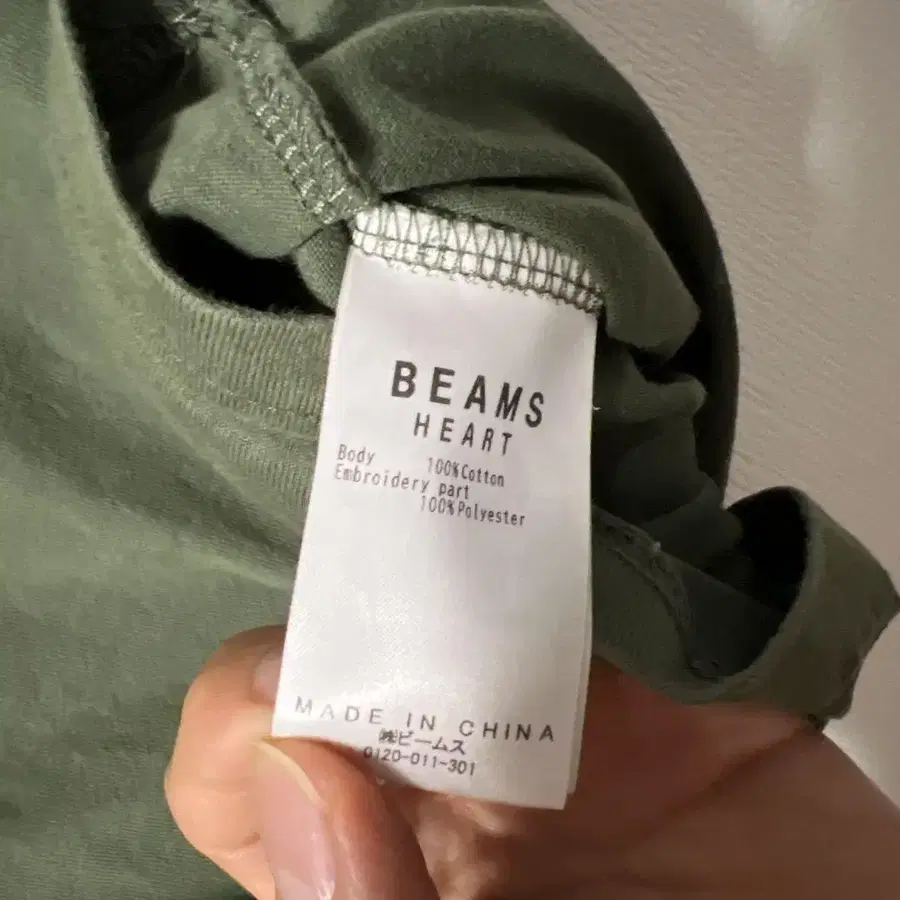 BEAMS
HEART
Body 100%Cotton
Embroidery part
100%Polyester
MADE IN CHINA
㈱ビームス
0120-011-301